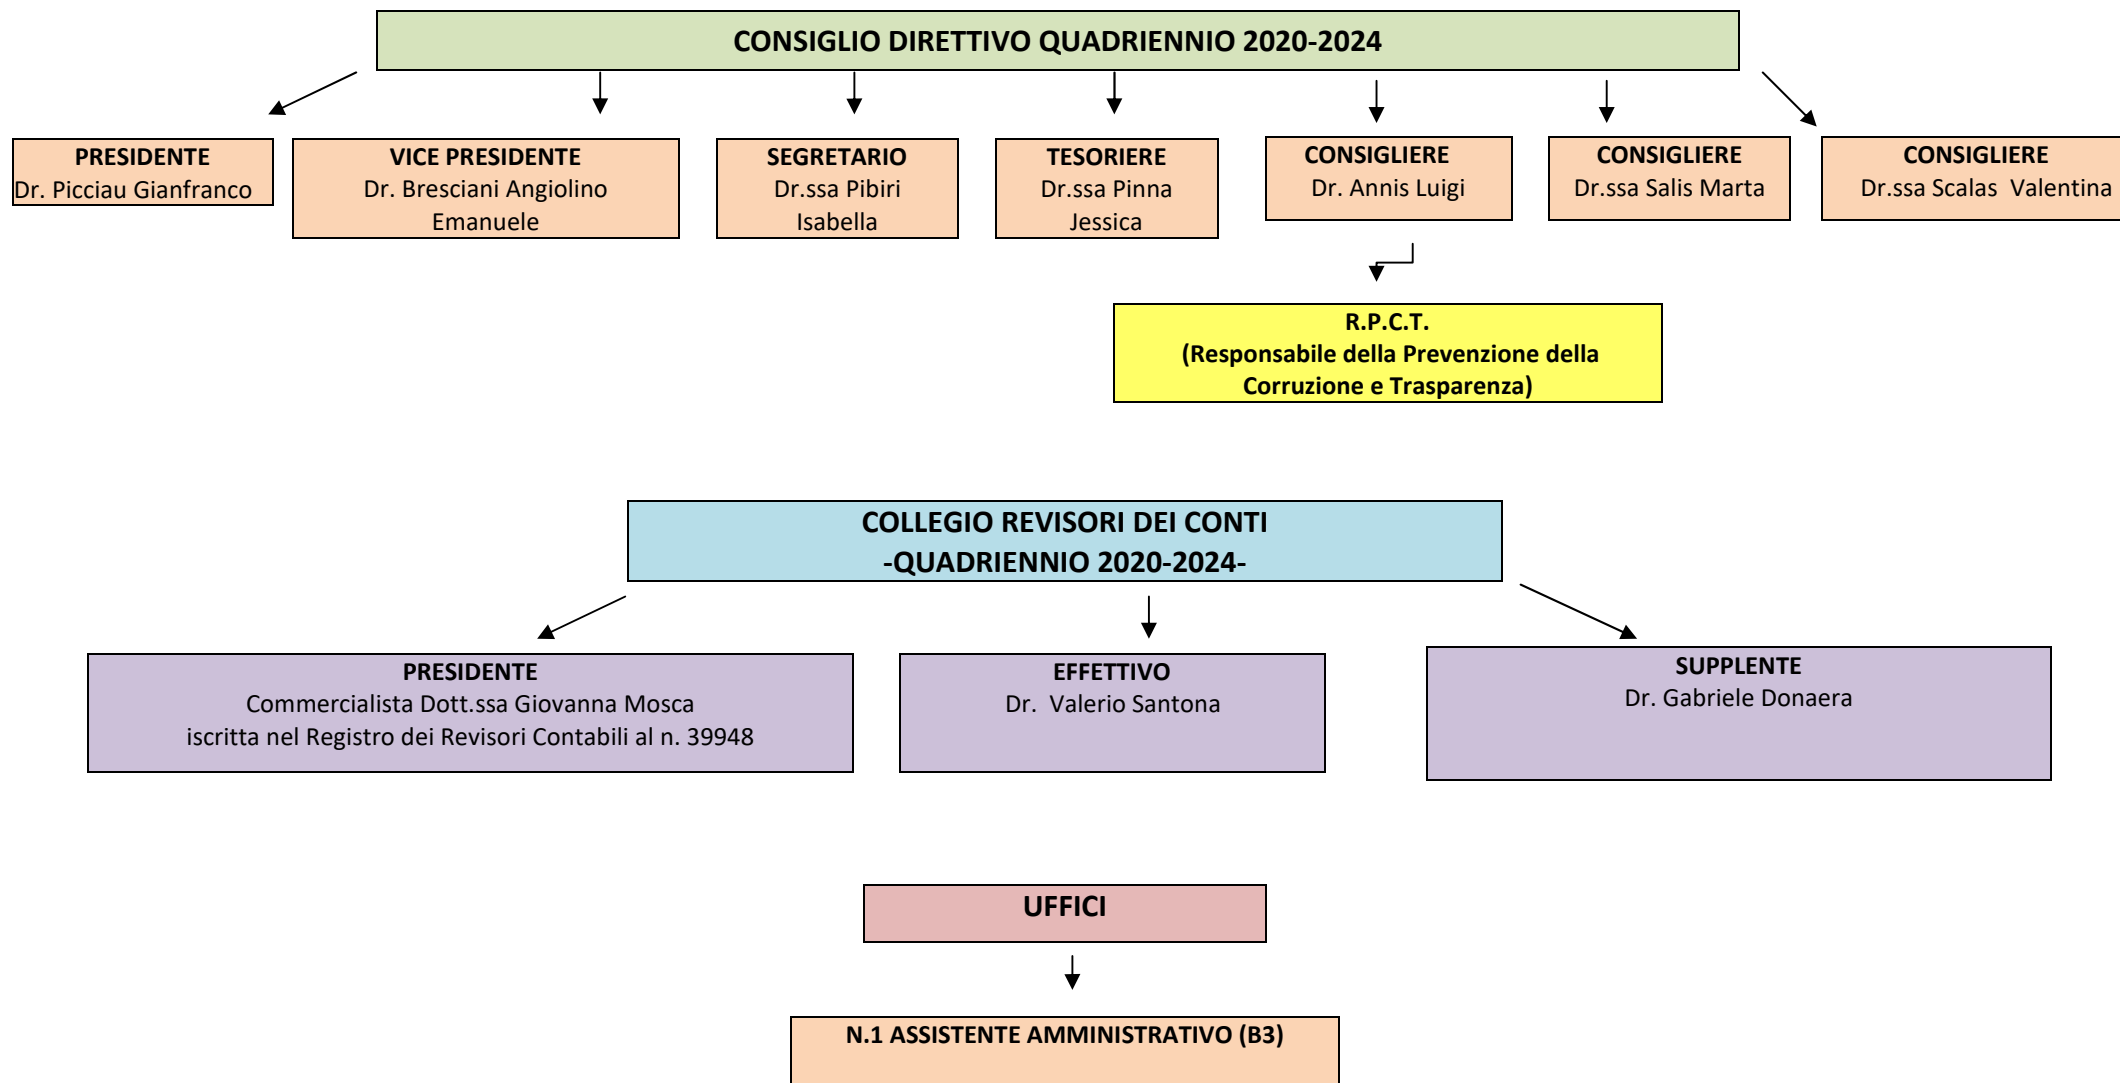 CONSIGLIO DIRETTIVO QUADRIENNIO 2020-2024
PRESIDENTE
Dr. Picciau Gianfranco
VICE PRESIDENTE
Dr. Bresciani Angiolino
Emanuele
SEGRETARIO
Dr.ssa Pibiri
Isabella
TESORIERE
Dr.ssa Pinna
Jessica
CONSIGLIERE
Dr. Annis Luigi
CONSIGLIERE
Dr.ssa Salis Marta
CONSIGLIERE
Dr.ssa Scalas  Valentina
R.P.C.T.
(Responsabile della Prevenzione della
Corruzione e Trasparenza)
COLLEGIO REVISORI DEI CONTI
-QUADRIENNIO 2020-2024-
PRESIDENTE
Commercialista Dott.ssa Giovanna Mosca
iscritta nel Registro dei Revisori Contabili al n. 39948
EFFETTIVO
Dr.  Valerio Santona
SUPPLENTE
Dr. Gabriele Donaera
UFFICI
N.1 ASSISTENTE AMMINISTRATIVO (B3)